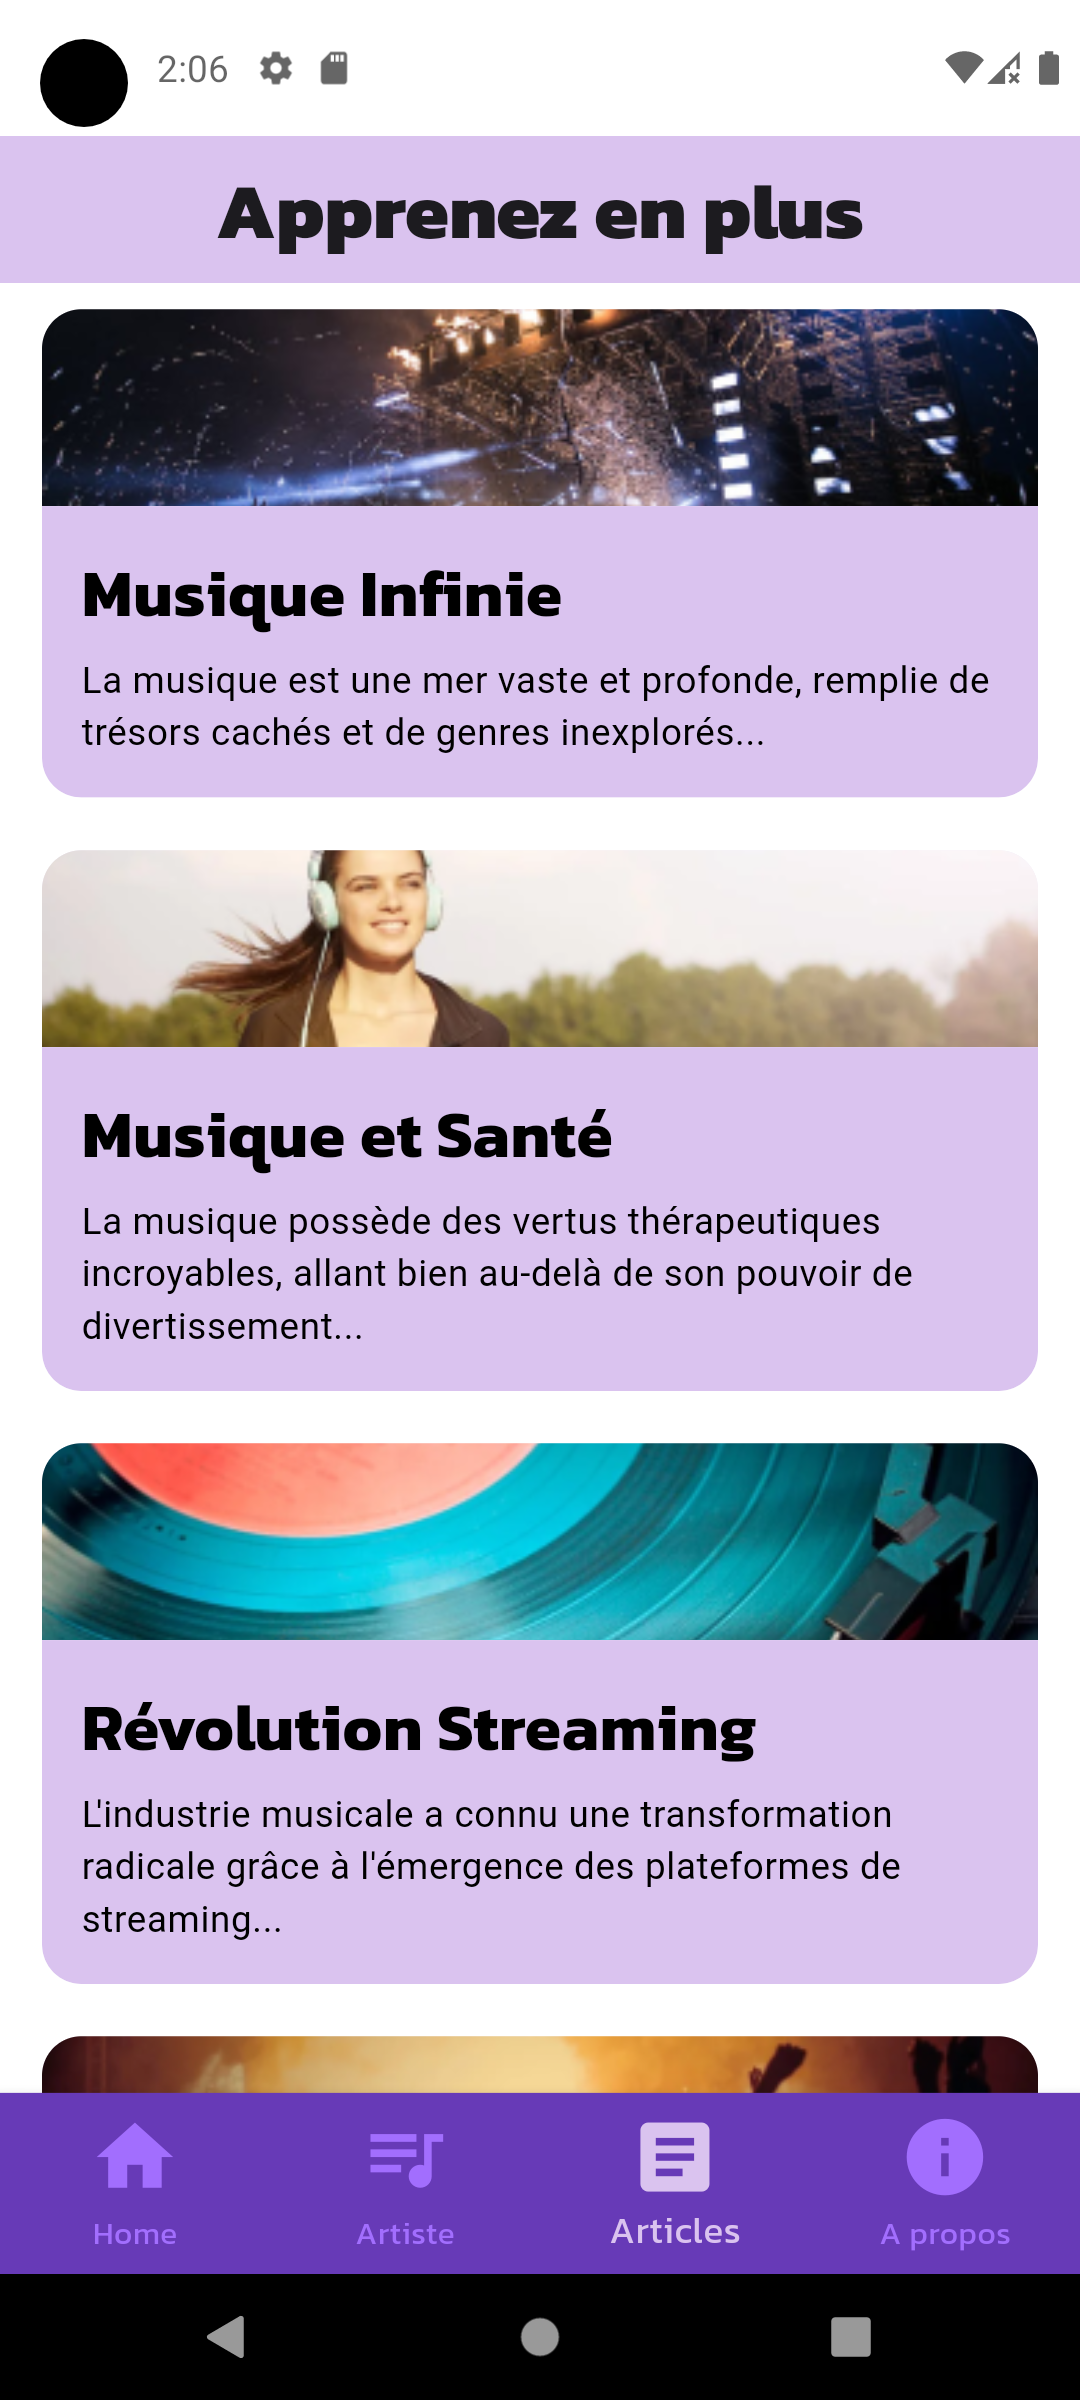 2:06
Apprenez en plus
Musique Infinie
La musique est une mer vaste et profonde, remplie de
trésors cachés et de genres inexplorés...
Musique et Santé
La musique possède des vertus thérapeutiques
incroyables, allant bien au-delà de son pouvoir de
divertissement...
Révolution Streaming
L'industrie musicale a connu une transformation
radicale grâce à l'émergence des plateformes de
streaming...
Home
Artiste
Articles
A propos